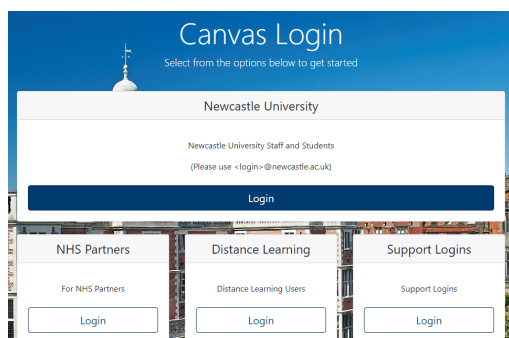 Canvas Login
Select from the options below to get started
Newcastle University
Newcastle University Staff and Students
(Please use <login>@newcastle.ac.uk)
Login
NHS Partners
For NHS Partners
Login
Distance Learning
Distance Learning Users
Login
Support Logins
Support Logins
Login